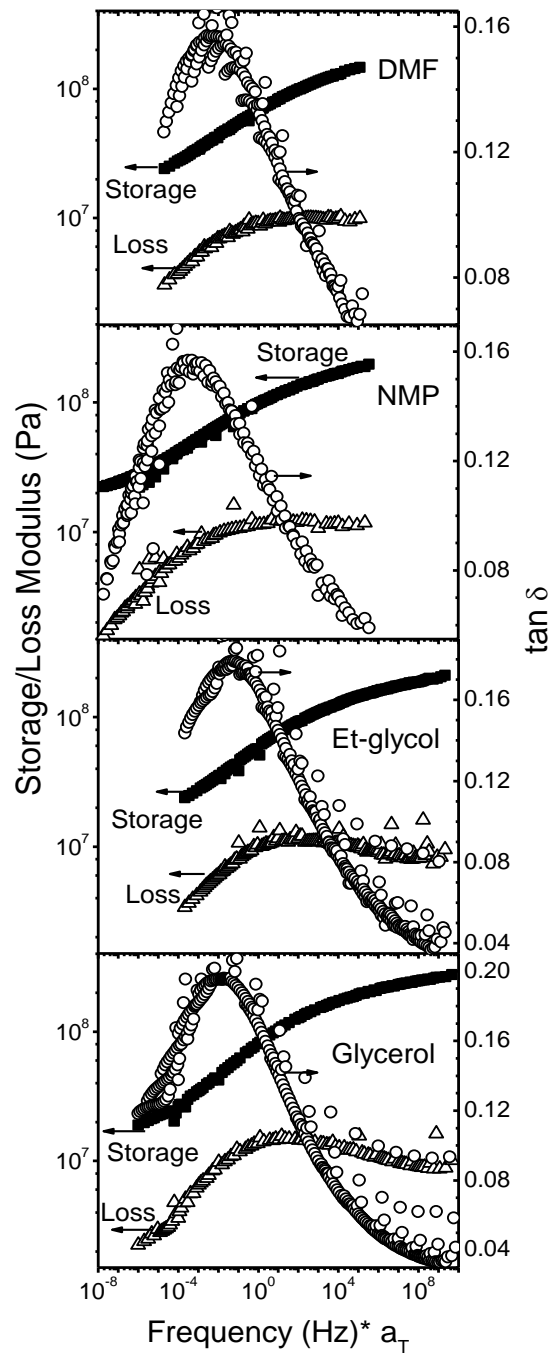 0.16
DMF
10⁸
Storage
0.12
10⁷
Loss
0.08
Storage
0.16
NMP
10⁸
0.12
10⁷
Loss
0.08
Storage/Loss Modulus (Pa)
tan δ
0.16
10⁸
Et-glycol
Storage
0.12
10⁷
Loss
0.08
0.04
0.20
10⁸
Glycerol
0.16
0.12
Storage
10⁷
Loss
0.08
0.04
10⁻⁸ 10⁻⁴ 10⁰ 10⁴ 10⁸
Frequency (Hz)* a_T